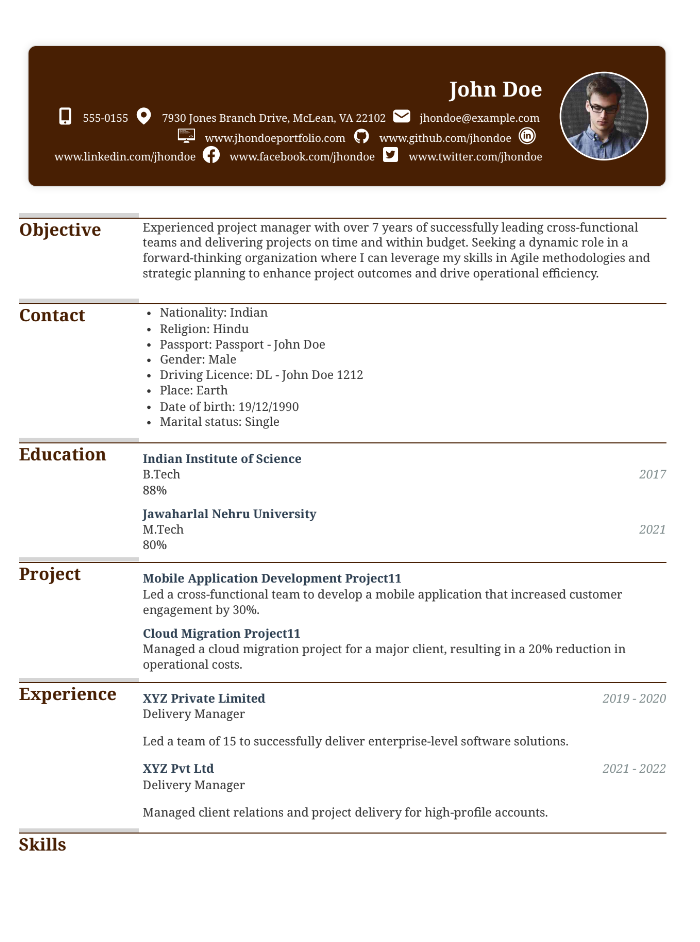 John Doe
555-0155 7930 Jones Branch Drive, McLean, VA 22102 jhondoe@example.com
www.jhondoeportfolio.com www.github.com/jhondoe
www.linkedin.com/jhondoe www.facebook.com/jhondoe www.twitter.com/jhondoe
Objective
Experienced project manager with over 7 years of successfully leading cross-functional
teams and delivering projects on time and within budget. Seeking a dynamic role in a
forward-thinking organization where I can leverage my skills in Agile methodologies and
strategic planning to enhance project outcomes and drive operational efficiency.
Contact
• Nationality: Indian
• Religion: Hindu
• Passport: Passport - John Doe
• Gender: Male
• Driving Licence: DL - John Doe 1212
• Place: Earth
• Date of birth: 19/12/1990
• Marital status: Single
Education
Indian Institute of Science
B.Tech 2017
88%
Jawaharlal Nehru University
M.Tech 2021
80%
Project
Mobile Application Development Project11
Led a cross-functional team to develop a mobile application that increased customer
engagement by 30%.
Cloud Migration Project11
Managed a cloud migration project for a major client, resulting in a 20% reduction in
operational costs.
Experience
XYZ Private Limited 2019 - 2020
Delivery Manager
Led a team of 15 to successfully deliver enterprise-level software solutions.
XYZ Pvt Ltd 2021 - 2022
Delivery Manager
Managed client relations and project delivery for high-profile accounts.
Skills